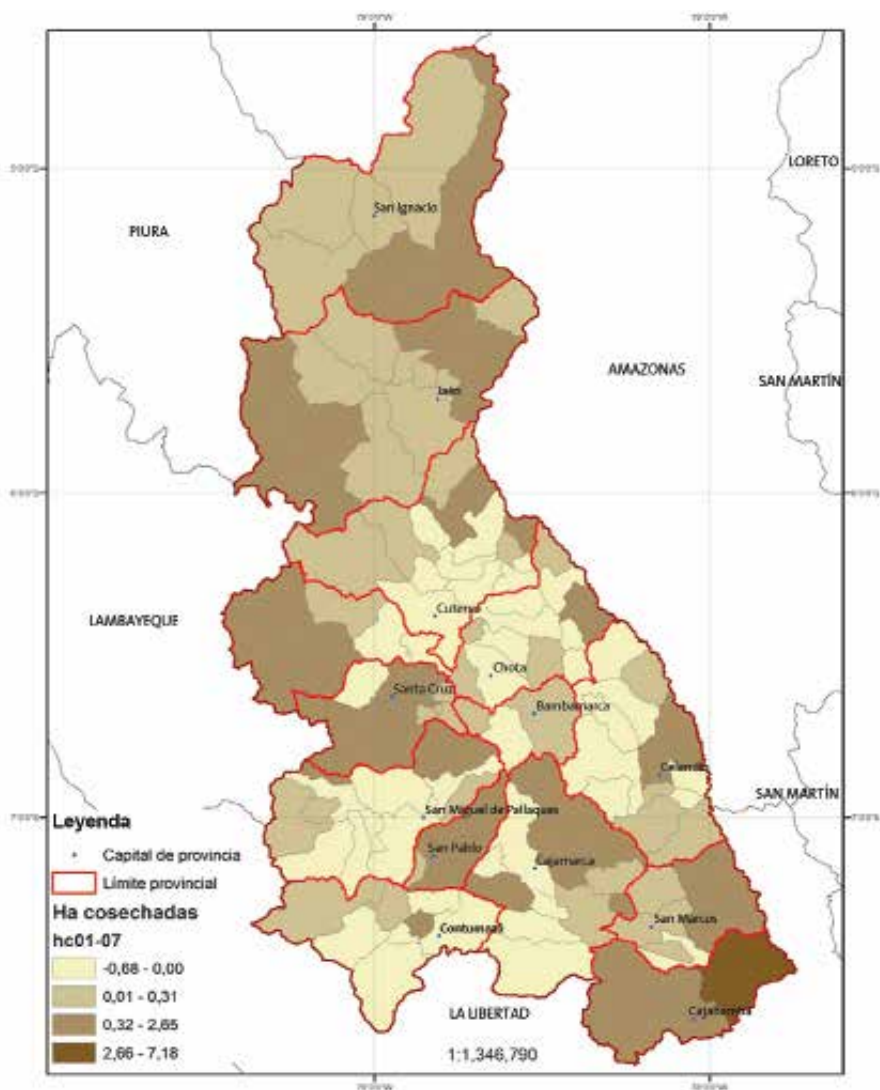 LORETO
San Ignacio
PIURA
AMAZONAS
SAN MARTÍN
Jaén
LAMBAYEQUE
Cutervo
Chota
Santa Cruz
Bambamarca
Celendín
SAN MARTÍN
San Miguel de Pallaques
San Pablo
Cajamarca
San Marcos
Contumazá
Cajabamba
LA LIBERTAD
1:1,346,790
Leyenda
Capital de provincia
Límite provincial
Ha cosechadas
hc01-07
-0,68 - 0,00
0,01 - 0,31
0,32 - 2,65
2,66 - 7,18